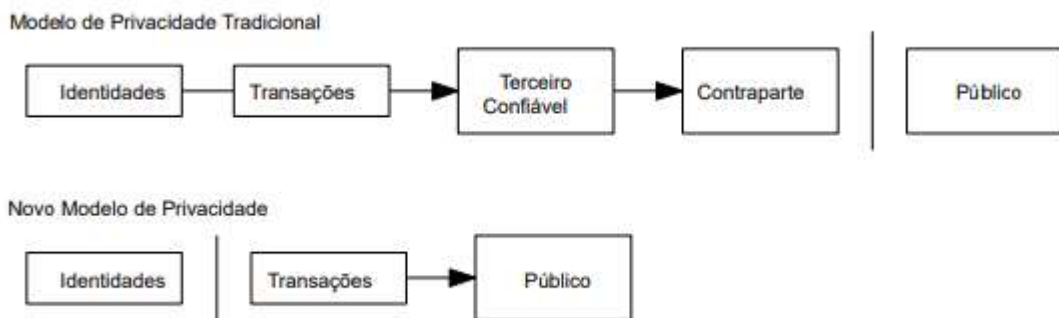 Modelo de Privacidade Tradicional
Identidades
Transações
Terceiro
Confiável
Contraparte
Público
Novo Modelo de Privacidade
Identidades
Transações
Público